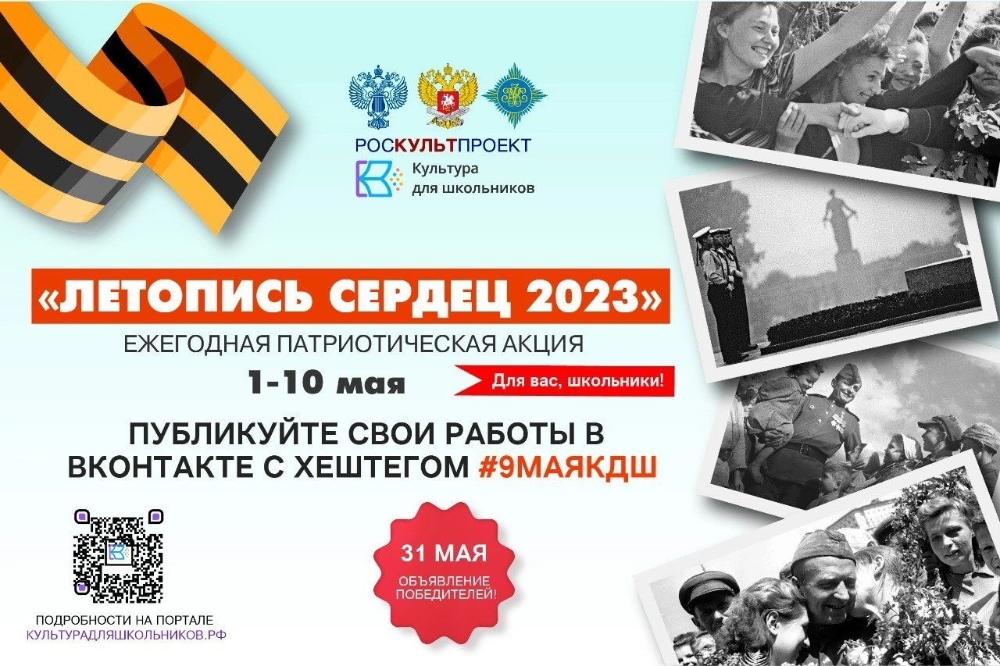 РОСКУЛЬТПРОЕКТ
Культура
для школьников
«ЛЕТОПИСЬ СЕРДЕЦ 2023»
ЕЖЕГОДНАЯ ПАТРИОТИЧЕСКАЯ АКЦИЯ
1-10 мая
Для вас, школьники!
ПУБЛИКУЙТЕ СВОИ РАБОТЫ В
ВКОНТАКТЕ С ХЕШТЕГОМ #9МАЯКДШ
31 МАЯ
ОБЪЯВЛЕНИЕ
ПОБЕДИТЕЛЕЙ!
ПОДРОБНОСТИ НА ПОРТАЛЕ
КУЛЬТУРАДЛЯШКОЛЬНИКОВ.РФ